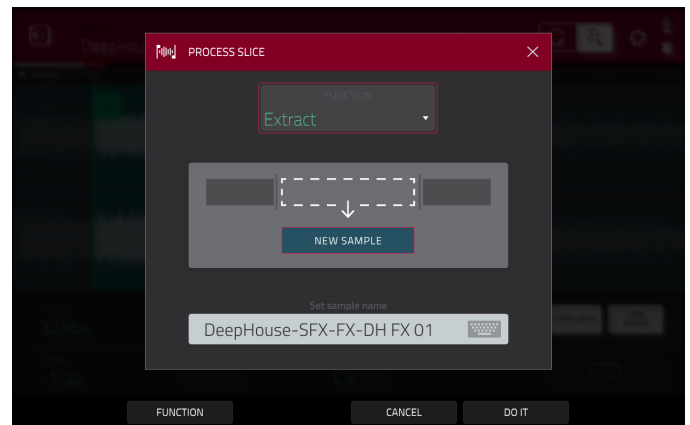 PROCESS SLICE
FUNCTION
Extract
NEW SAMPLE
Set sample name
DeepHouse-SFX-FX-DH FX 01
FUNCTION
CANCEL
DO IT